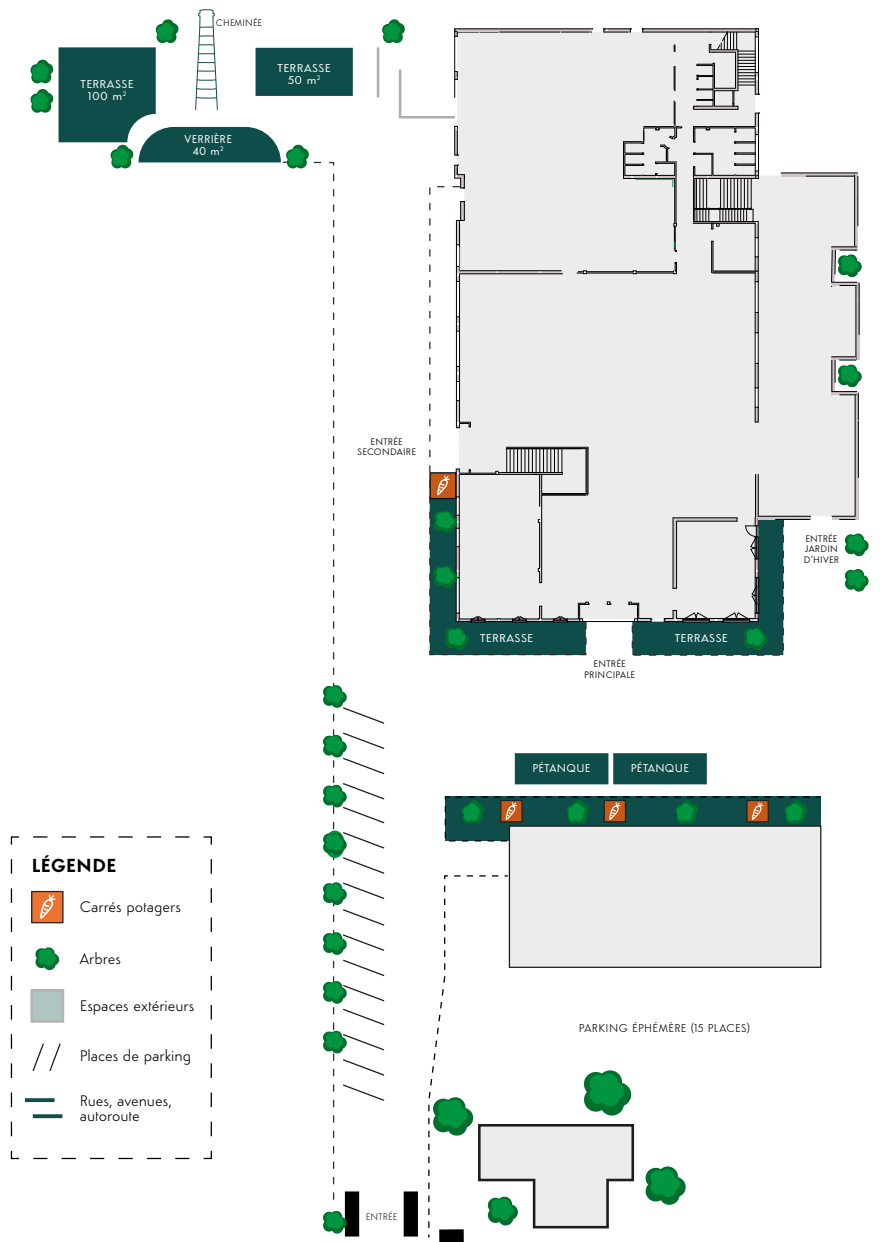 CHEMINÉE
TERRASSE
100 m²
TERRASSE
50 m²
VERRIÈRE
40 m²
ENTRÉE
SECONDAIRE
ENTRÉE
JARDIN
D'HIVER
TERRASSE
TERRASSE
ENTRÉE
PRINCIPALE
PÉTANQUE
PÉTANQUE
LÉGENDE
Carrés potagers
Arbres
Espaces extérieurs
Places de parking
Rues, avenues,
autoroute
PARKING ÉPHÉMÈRE (15 PLACES)
ENTRÉE